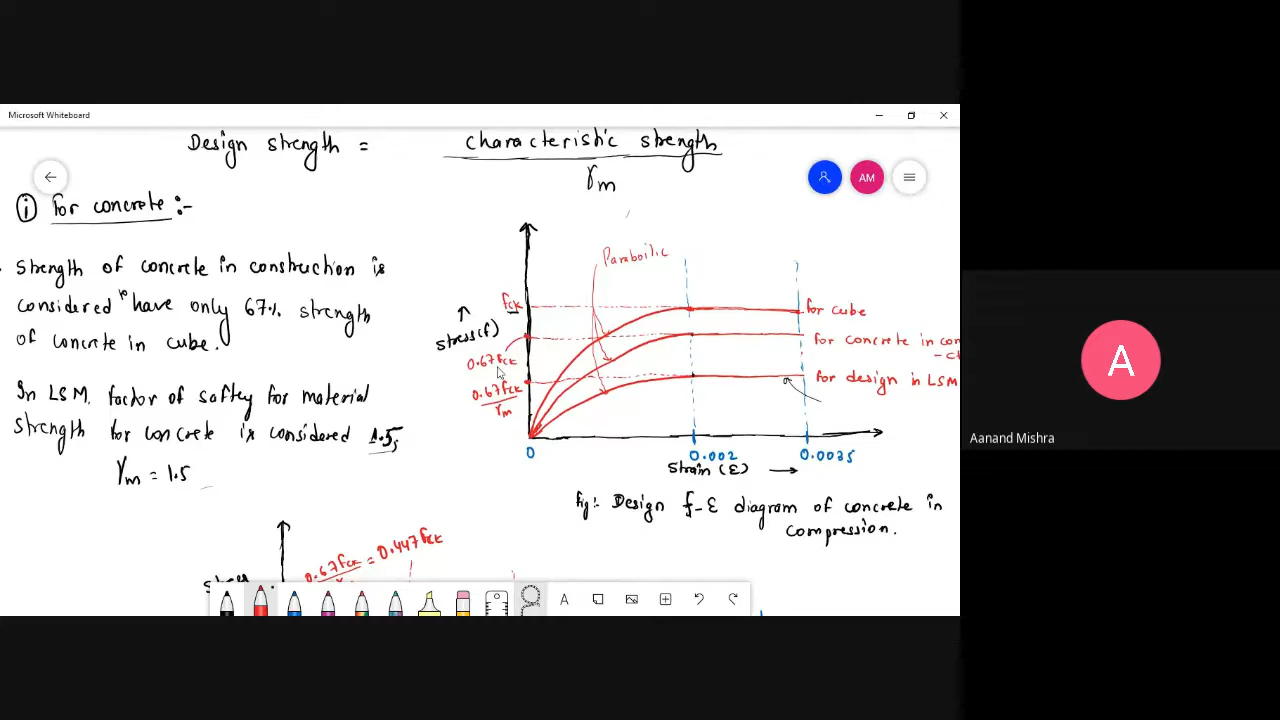 Microsoft Whiteboard
Design strength = characteristic strength
γm
AM
i for concrete :-
Strength of concrete in construction is
considered to have only 67% strength
of concrete in cube.
In LSM, factor of saftey for material
strength for concrete is considered 1.5,
γm = 1.5
Parabolic
fck
stress(f)
0.67fck
0.67fck
γm
for cube
for concrete in con
-ct
for design in LSM
0
0.002
0.0035
strain (ε)
fig:- Design f-ε diagram of concrete in
compression.
0.67fck = 0.447fck
A
A
Aanand Mishra